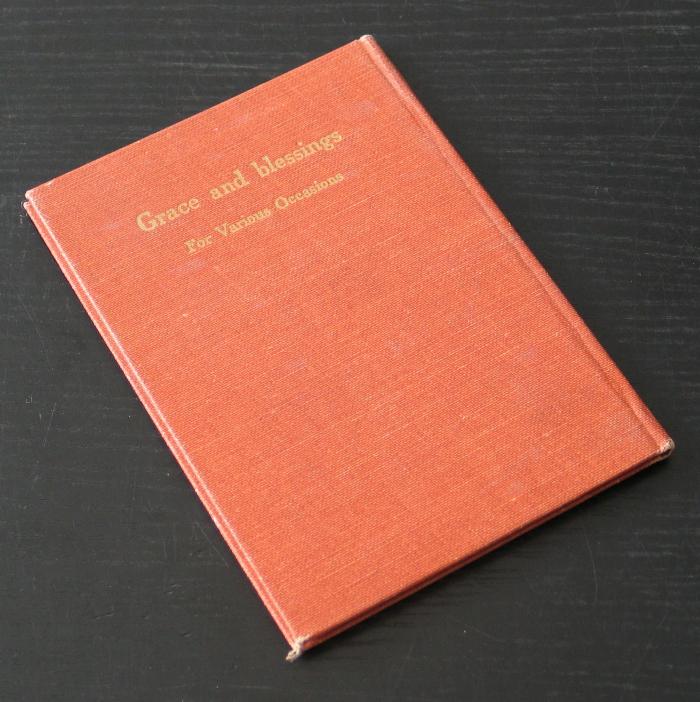 Grace and blessings
For Various Occasions